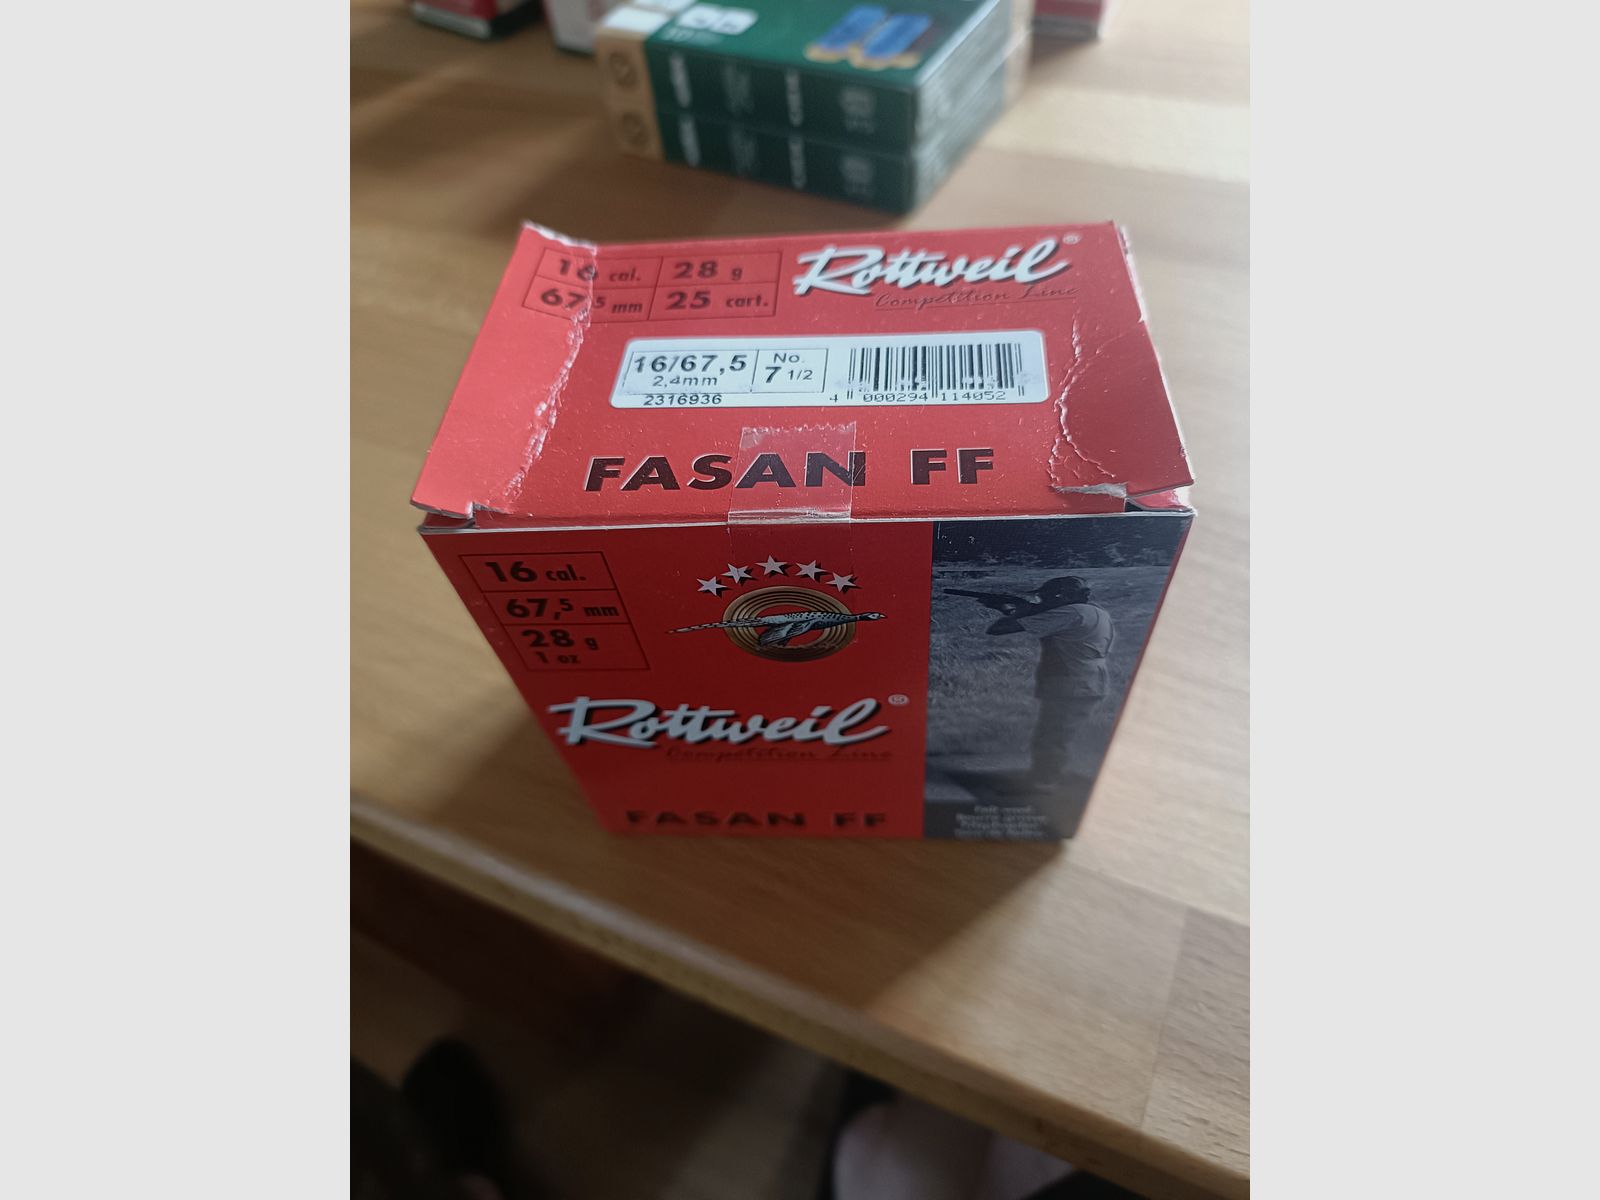 16 cal. 28 g
67,5 mm 25 cart.
Rottweil®
Competition Line
16/67,5 No.
2,4mm 7 1/2
2316936 4 000294 114052
FASAN FF
16 cal.
67,5 mm
28 g
1 oz
Rottweil®
Competition Line
FASAN FF